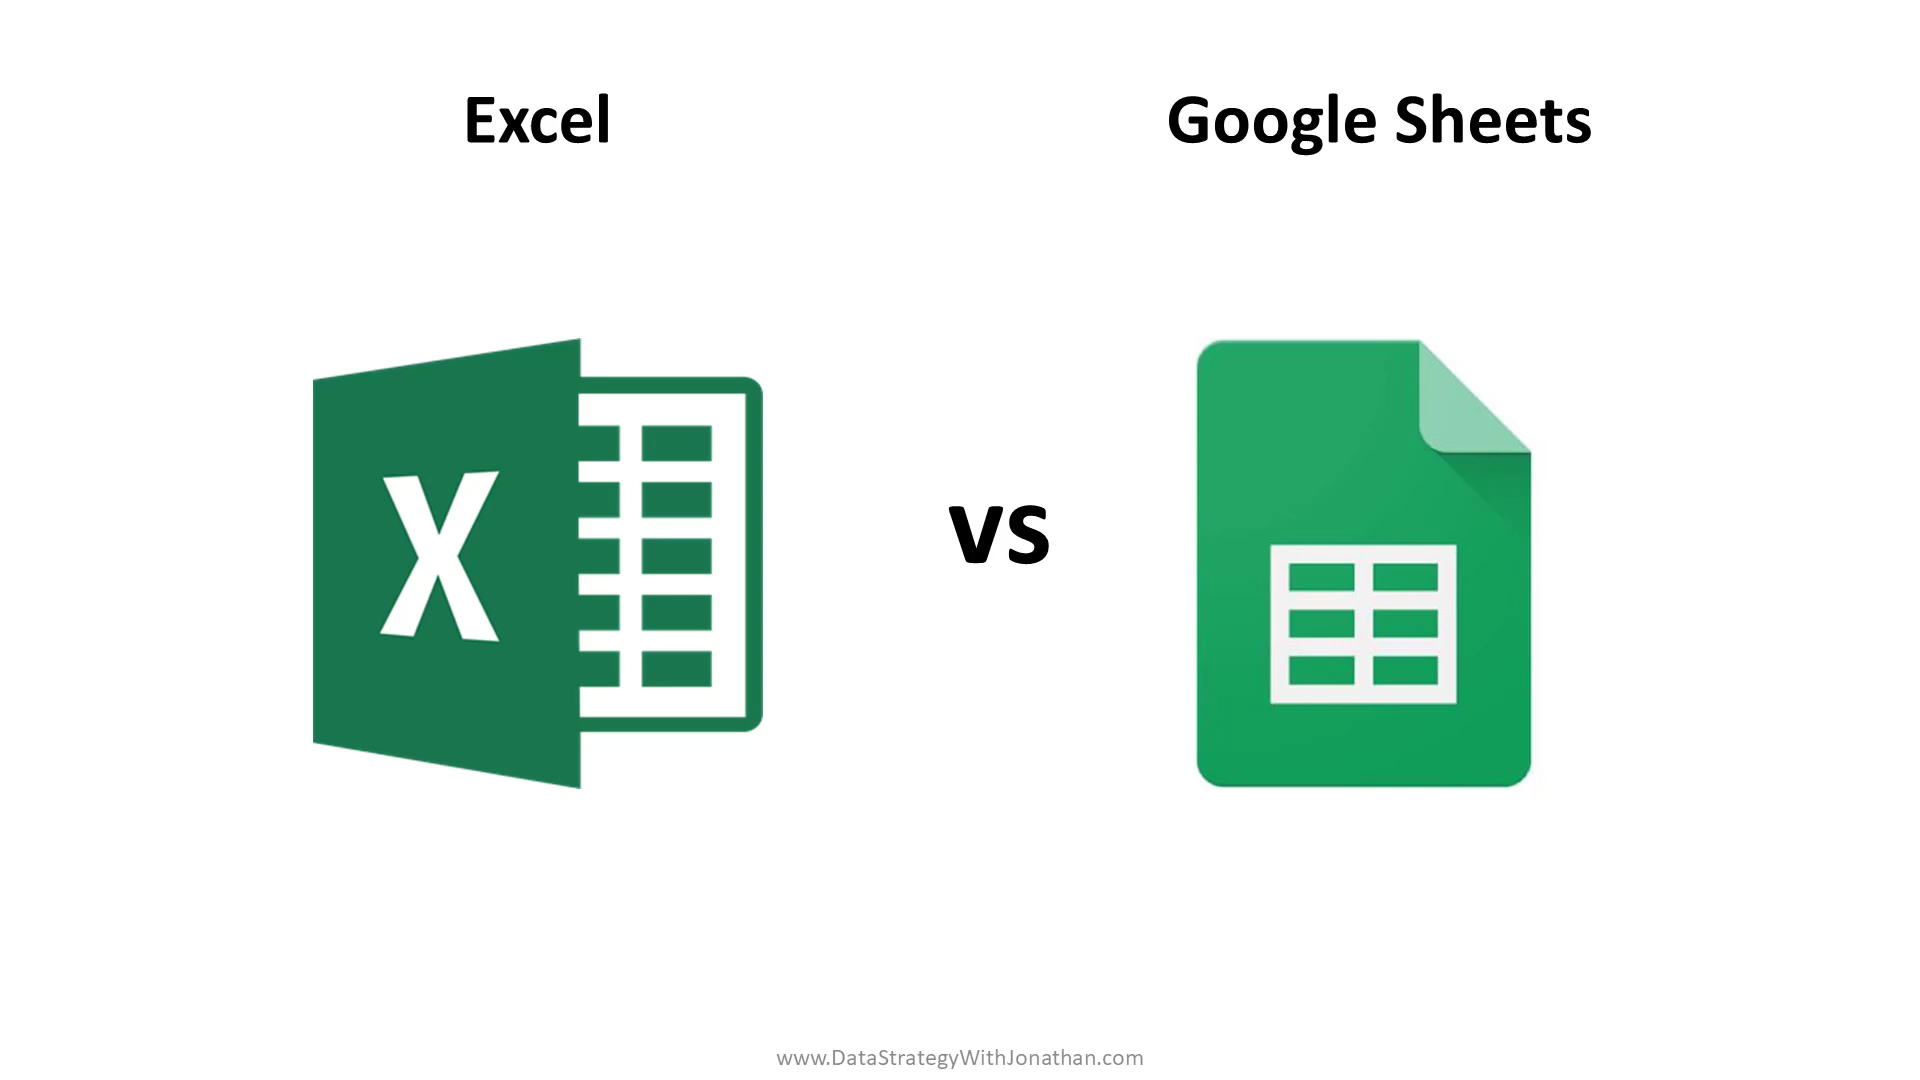 Excel
Google Sheets
X
vs
www.DataStrategyWithJonathan.com